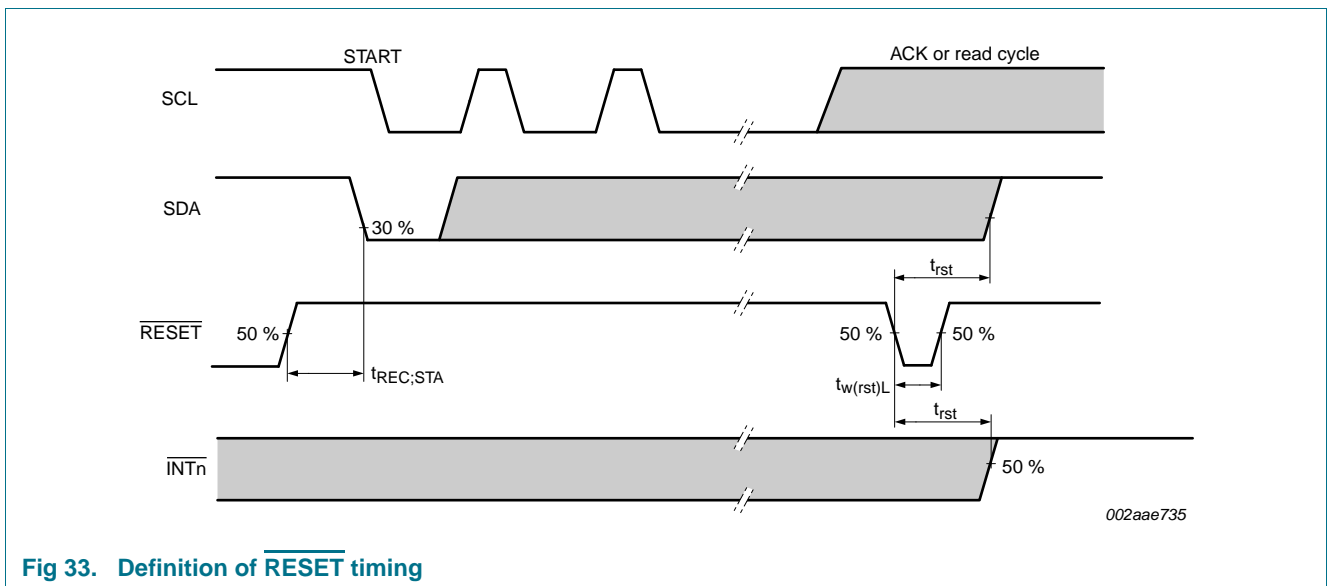 START
ACK or read cycle
SCL
SDA
30 %
trst
RESET
50 %
50 %
50 %
tREC;STA
tw(rst)L
trst
INTn
50 %
002aae735
Fig 33. Definition of RESET timing